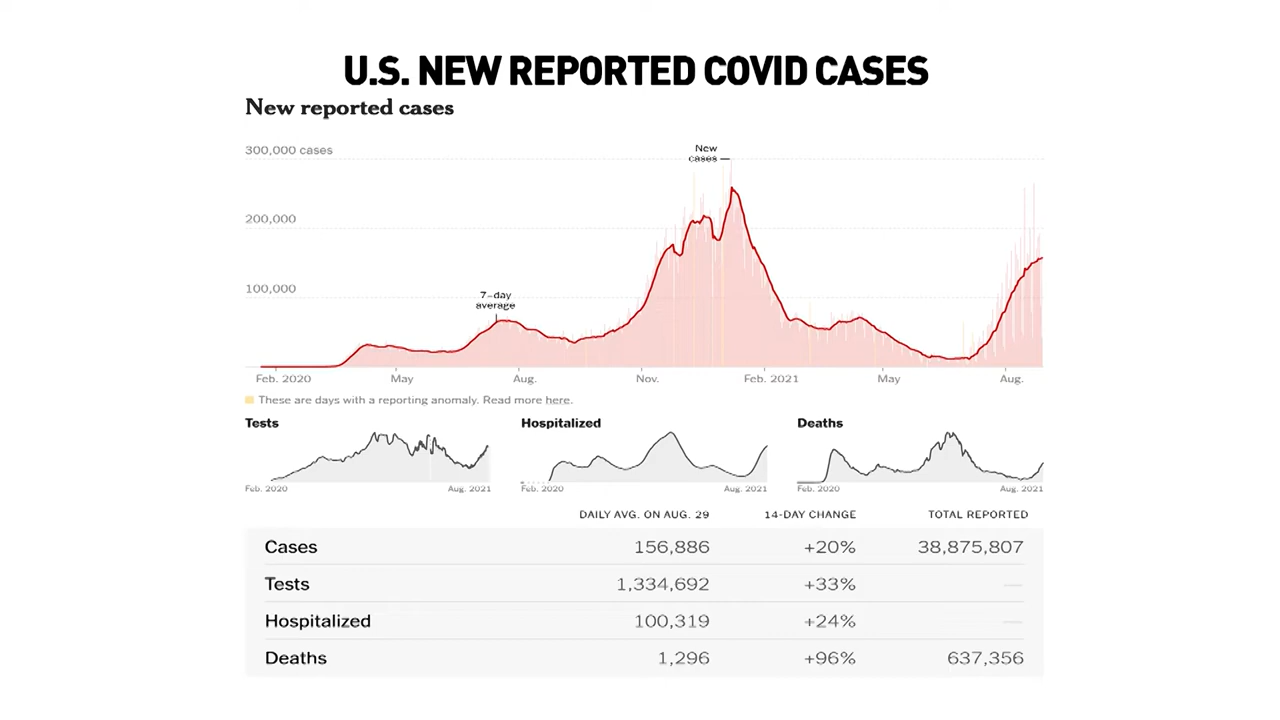 U.S. NEW REPORTED COVID CASES
New reported cases
300,000 cases
New
cases
200,000
100,000
7–day
average
Feb. 2020 May Aug. Nov. Feb. 2021 May Aug.
These are days with a reporting anomaly. Read more here.
Tests Hospitalized Deaths
Feb. 2020 Aug. 2021 Feb. 2020 Aug. 2021 Feb. 2020 Aug. 2021
DAILY AVG. ON AUG. 29 14-DAY CHANGE TOTAL REPORTED
Cases 156,886 +20% 38,875,807
Tests 1,334,692 +33% —
Hospitalized 100,319 +24% —
Deaths 1,296 +96% 637,356